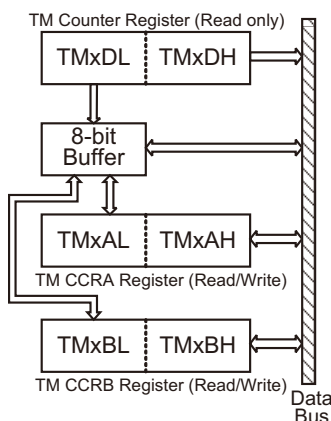 TM Counter Register (Read only)
TMxDL TMxDH
8-bit
Buffer
TMxAL TMxAH
TM CCRA Register (Read/Write)
TMxBL TMxBH
TM CCRB Register (Read/Write)
Data
Bus